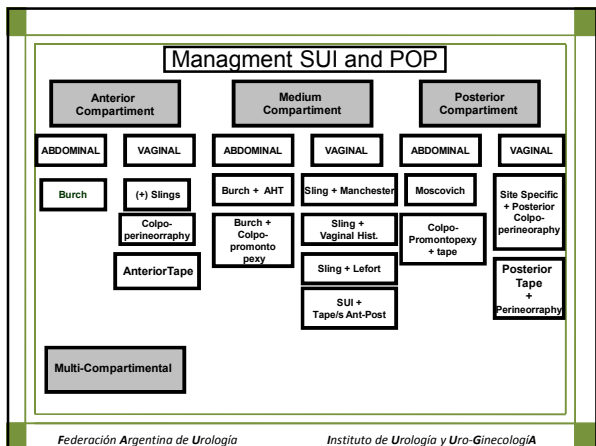 Managment SUI and POP
Anterior
Compartiment
Medium
Compartiment
Posterior
Compartiment
ABDOMINAL
VAGINAL
ABDOMINAL
VAGINAL
ABDOMINAL
VAGINAL
Burch
(+) Slings
Colpo-
perineorraphy
AnteriorTape
Burch + AHT
Burch +
Colpo-
promonto
pexy
Sling + Manchester
Sling +
Vaginal Hist.
Sling + Lefort
SUI +
Tape/s Ant-Post
Moscovich
Colpo-
Promontopexy
+ tape
Site Specific
+ Posterior
Colpo-
perineoraphy
Posterior
Tape
+
Perineorraphy
Multi-Compartimental
Federación Argentina de Urología
Instituto de Urología y Uro-GinecologíA